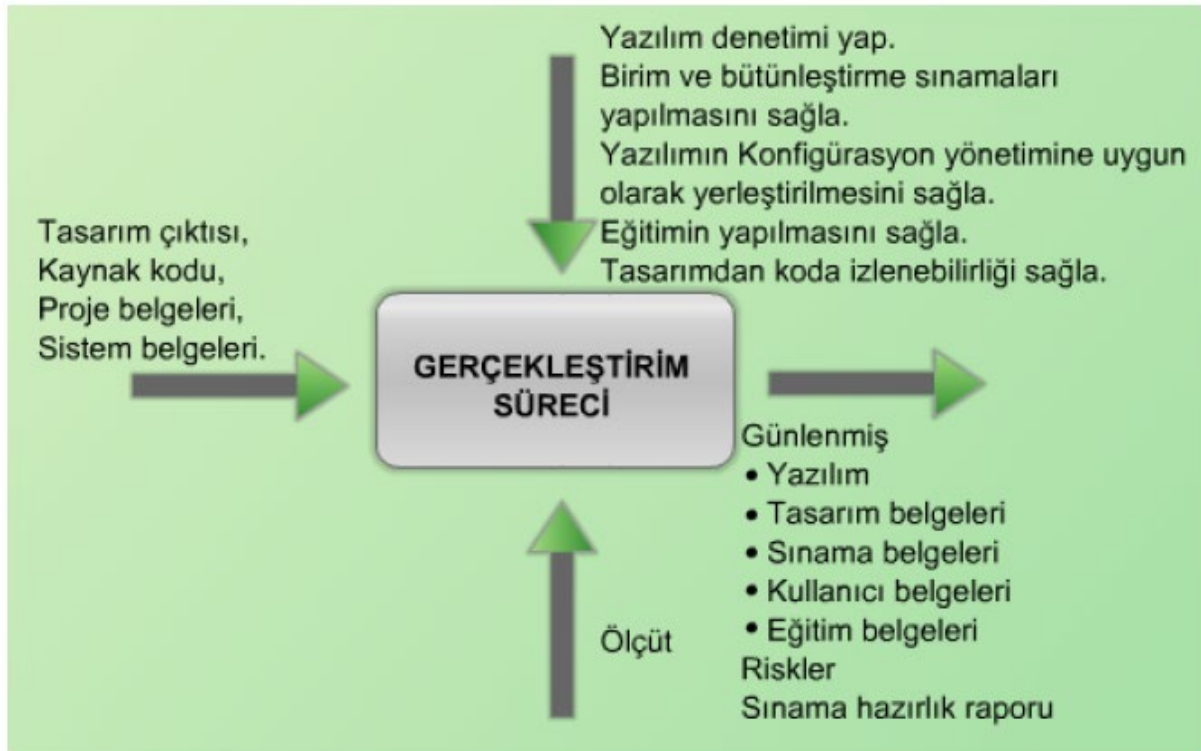 Yazılım denetimi yap.
Birim ve bütünleştirme sınamaları
yapılmasını sağla.
Yazılımın Konfigürasyon yönetimine uygun
olarak yerleştirilmesini sağla.
Eğitimin yapılmasını sağla.
Tasarımdan koda izlenebilirliği sağla.
Tasarım çıktısı,
Kaynak kodu,
Proje belgeleri,
Sistem belgeleri.
GERÇEKLEŞTİRİM
SÜRECİ
Günlenmiş
• Yazılım
• Tasarım belgeleri
• Sınama belgeleri
• Kullanıcı belgeleri
• Eğitim belgeleri
Riskler
Sınama hazırlık raporu
Ölçüt